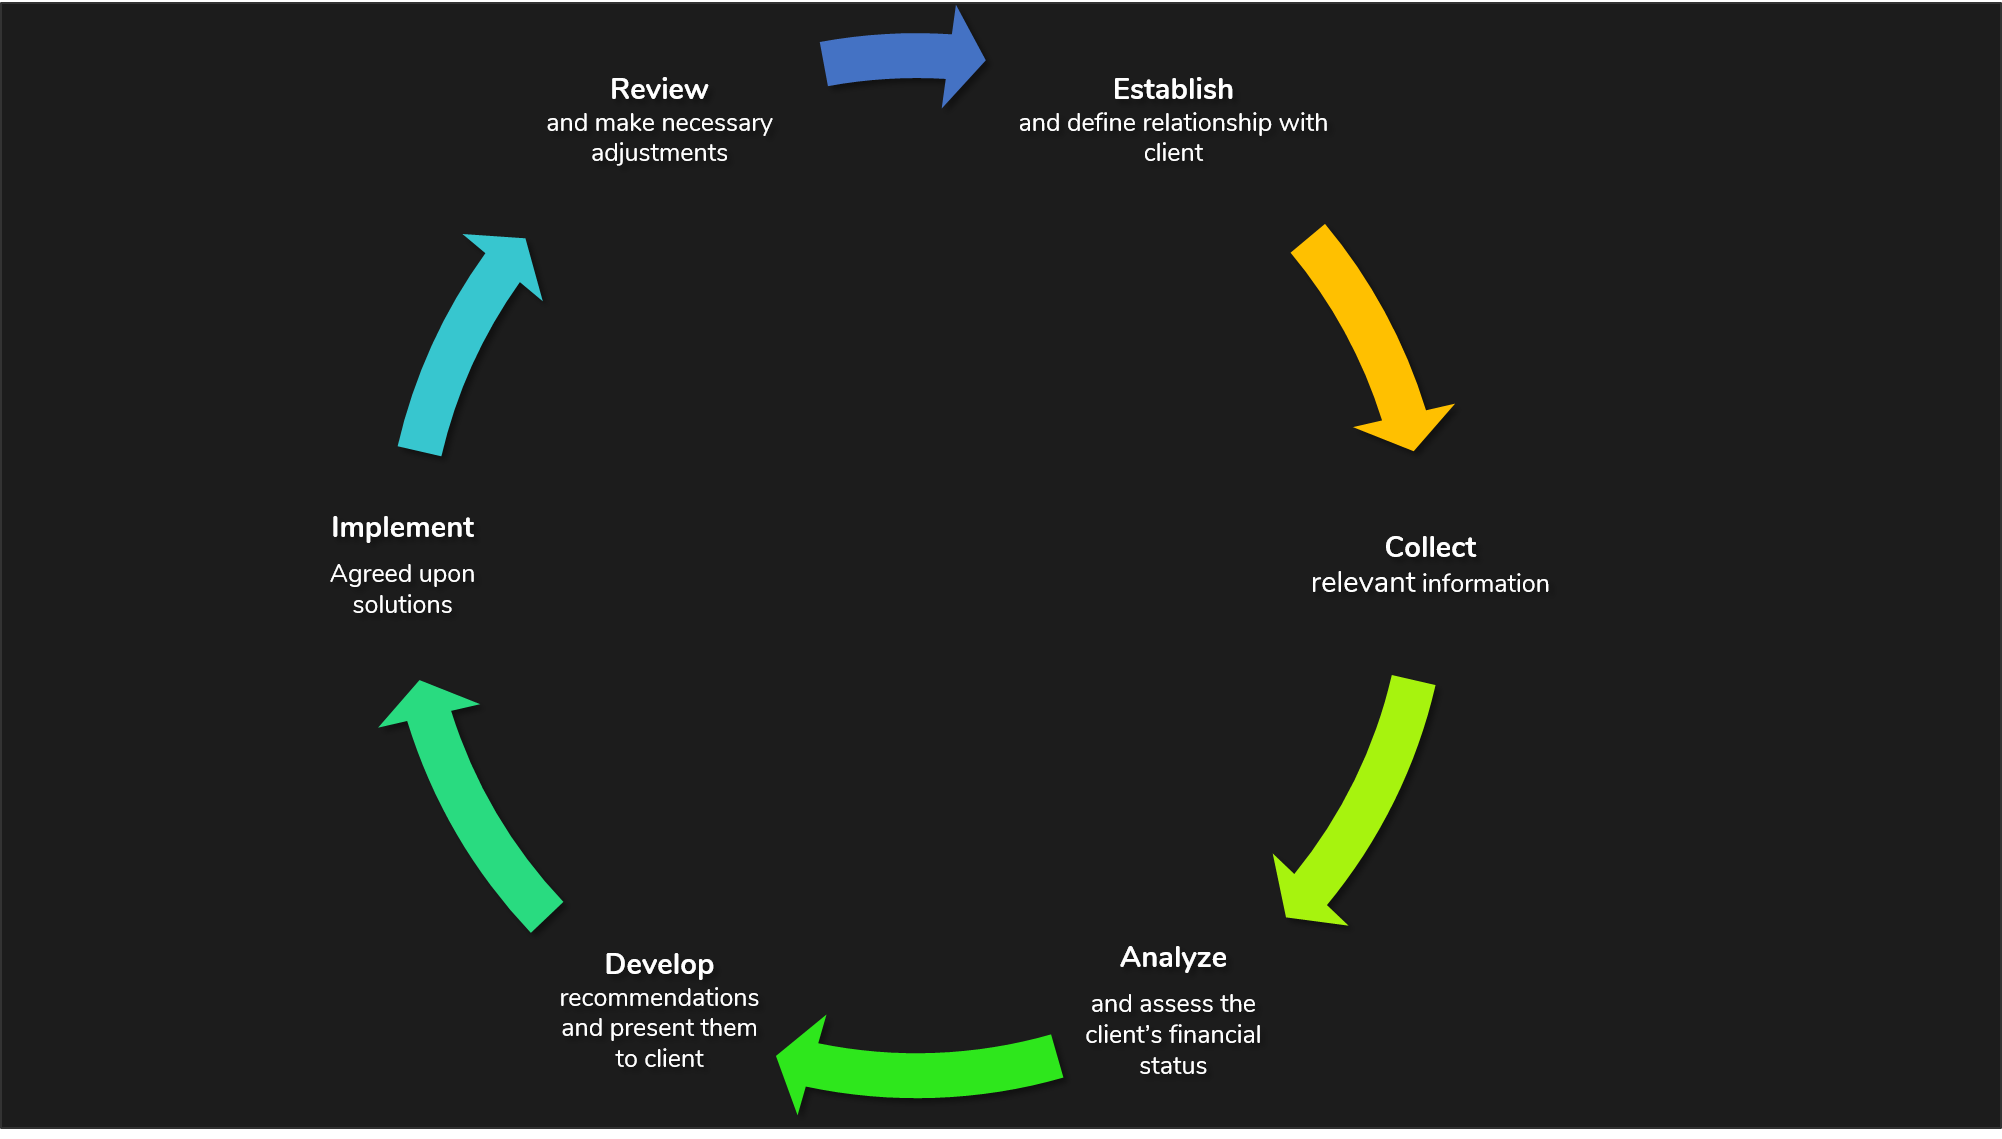 Review
and make necessary
adjustments
Establish
and define relationship with
client
Collect
relevant information
Analyze
and assess the
client’s financial
status
Develop
recommendations
and present them
to client
Implement
Agreed upon
solutions